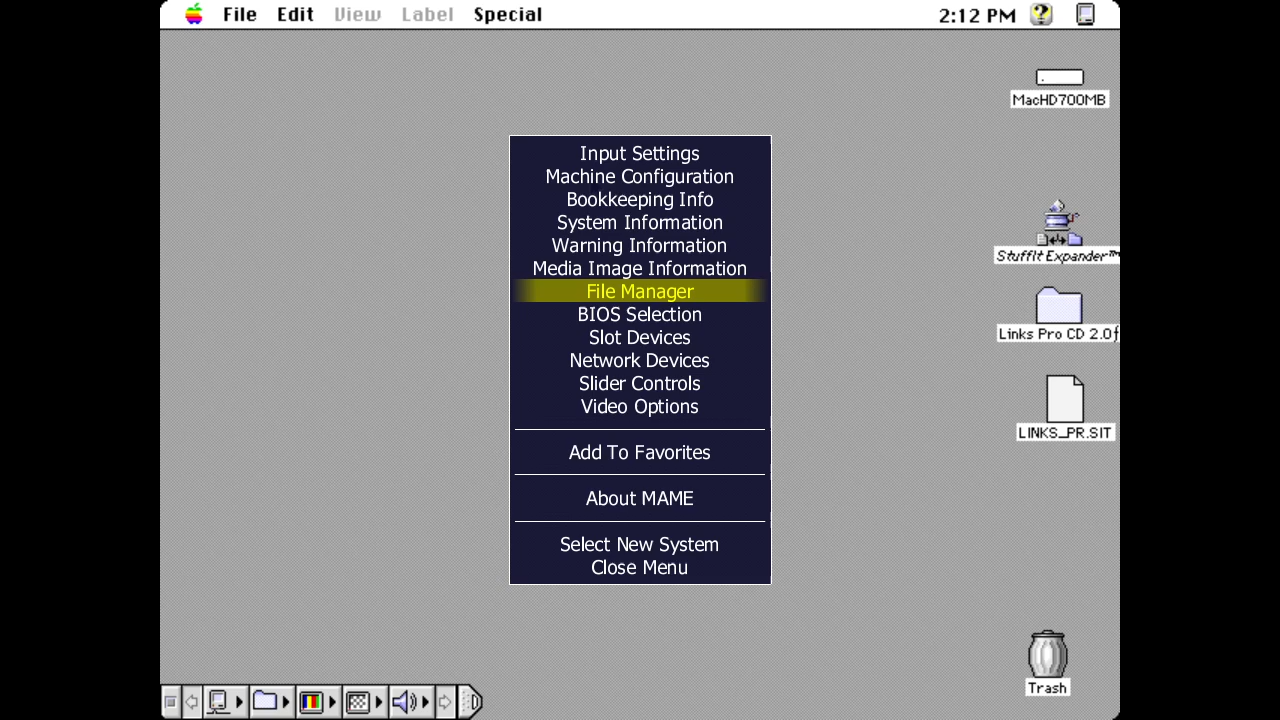 File Edit View Label Special 2:12 PM
MacHD700MB
Input Settings
Machine Configuration
Bookkeeping Info
System Information
Warning Information
Media Image Information
File Manager
BIOS Selection
Slot Devices
Network Devices
Slider Controls
Video Options
Add To Favorites
About MAME
Select New System
Close Menu
StuffIt Expander™
Links Pro CD 2.0f
LINKS_PR.SIT
Trash